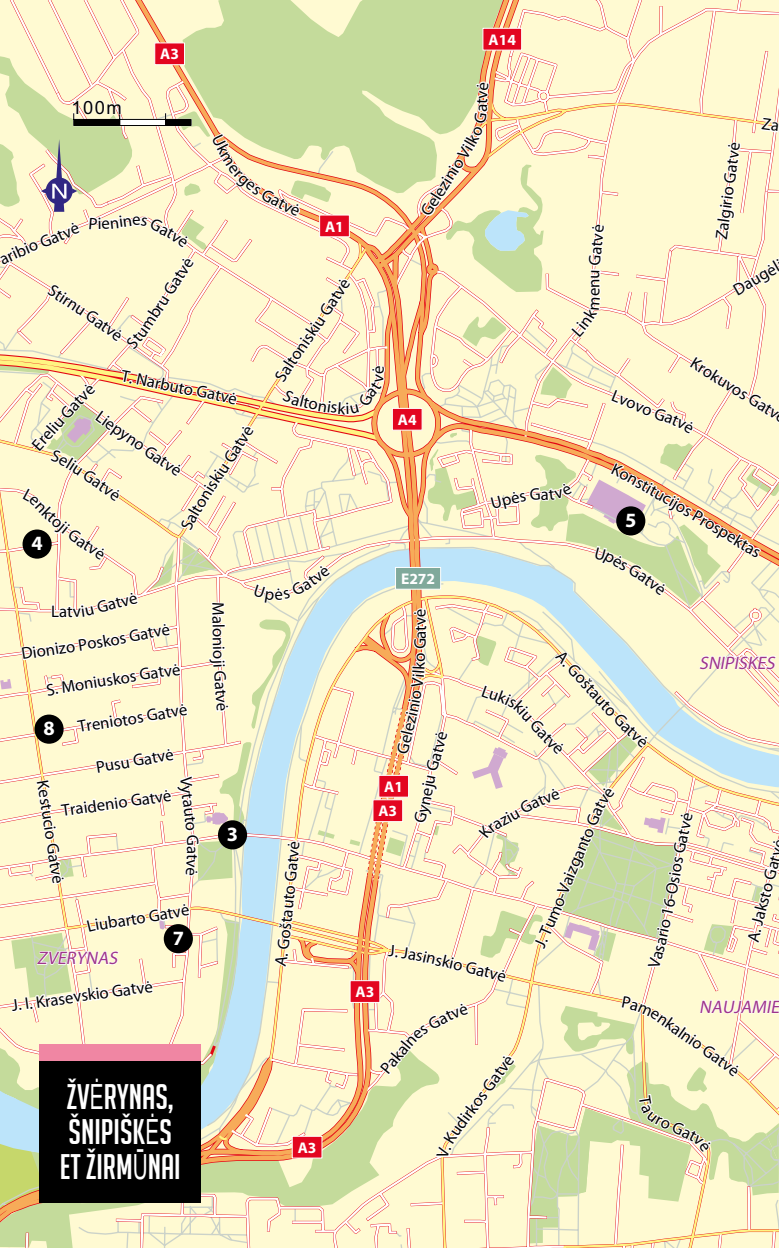 A3
A14
100m
Za
N
Ukmerges Gatvė
Gelezinio Vilko Gatvė
Zalgirio Gatvė
A1
aribio Gatvė
Pienines Gatvė
Linkmenu Gatvė
Daugėli
Stirnu Gatvė
Stumbru Gatvė
Saltoniskiu Gatvė
T. Narbuto Gatvė
Saltoniskiu Gatvė
Krokuvos Gatvė
Lvovo Gatvė
A4
Ereliu Gatvė
Liepyno Gatvė
Saltoniskiu Gatvė
Seliu Gatvė
Konstitucijos Prospektas
Upės Gatvė
5
Lenktoji Gatvė
4
Upės Gatvė
Upės Gatvė
E272
Latviu Gatvė
Malonioji Gatvė
Dionizo Poskos Gatvė
Gelezinio Vilko Gatvė
SNIPISKES
A. Goštauto Gatvė
S. Moniuskos Gatvė
Lukiskiu Gatvė
8
Treniotos Gatvė
Pusu Gatvė
Gyneju Gatvė
A1
A3
Kestucio Gatvė
Traidenio Gatvė
Vytauto Gatvė
Kraziu Gatvė
J. Tumo-Vaizganto Gatvė
Vasario 16-Osios Gatvė
A. Jaksto Gatvė
3
A. Goštauto Gatvė
Liubarto Gatvė
7
ZVERYNAS
J. Jasinskio Gatvė
J. I. Krasevskio Gatvė
A3
Pamenkalnio Gatvė
NAUJAMIE
Pakalnes Gatvė
V. Kudirkos Gatvė
Tauro Gatvė
A3
ŽVĖRYNAS,
ŠNIPIŠKĖS
ET ŽIRMŪNAI